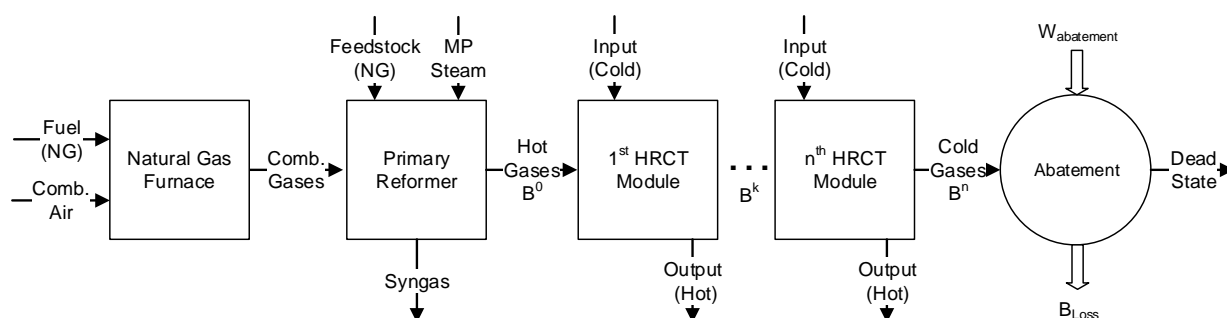 Fuel
(NG)
Comb.
Air
Natural Gas
Furnace
Comb.
Gases
Feedstock
(NG)
MP
Steam
Primary
Reformer
Syngas
Hot
Gases
B⁰
Input
(Cold)
1ˢᵗ HRCT
Module
Output
(Hot)
...
Bᵏ
Input
(Cold)
nᵗʰ HRCT
Module
Output
(Hot)
Cold
Gases
Bⁿ
W_abatement
Abatement
B_Loss
Dead
State